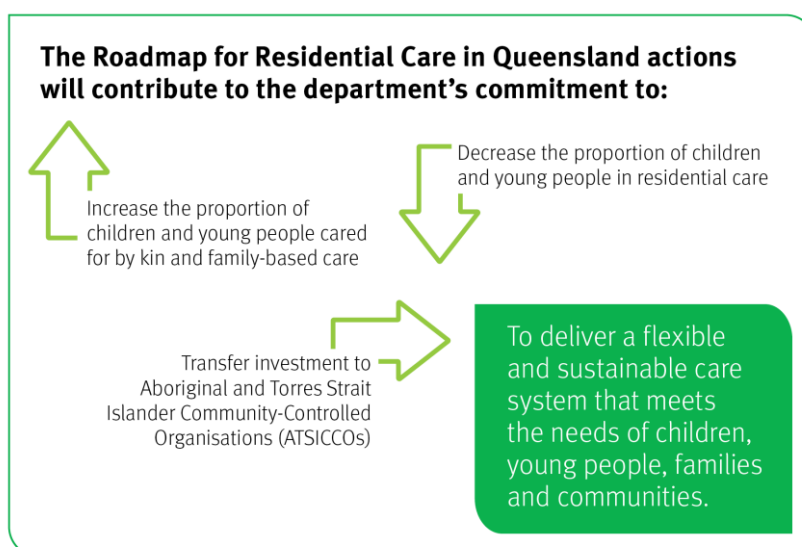 The Roadmap for Residential Care in Queensland actions
will contribute to the department’s commitment to:
Increase the proportion of
children and young people cared
for by kin and family-based care
Decrease the proportion of children
and young people in residential care
Transfer investment to
Aboriginal and Torres Strait
Islander Community-Controlled
Organisations (ATSICCOs)
To deliver a flexible
and sustainable care
system that meets
the needs of children,
young people, families
and communities.